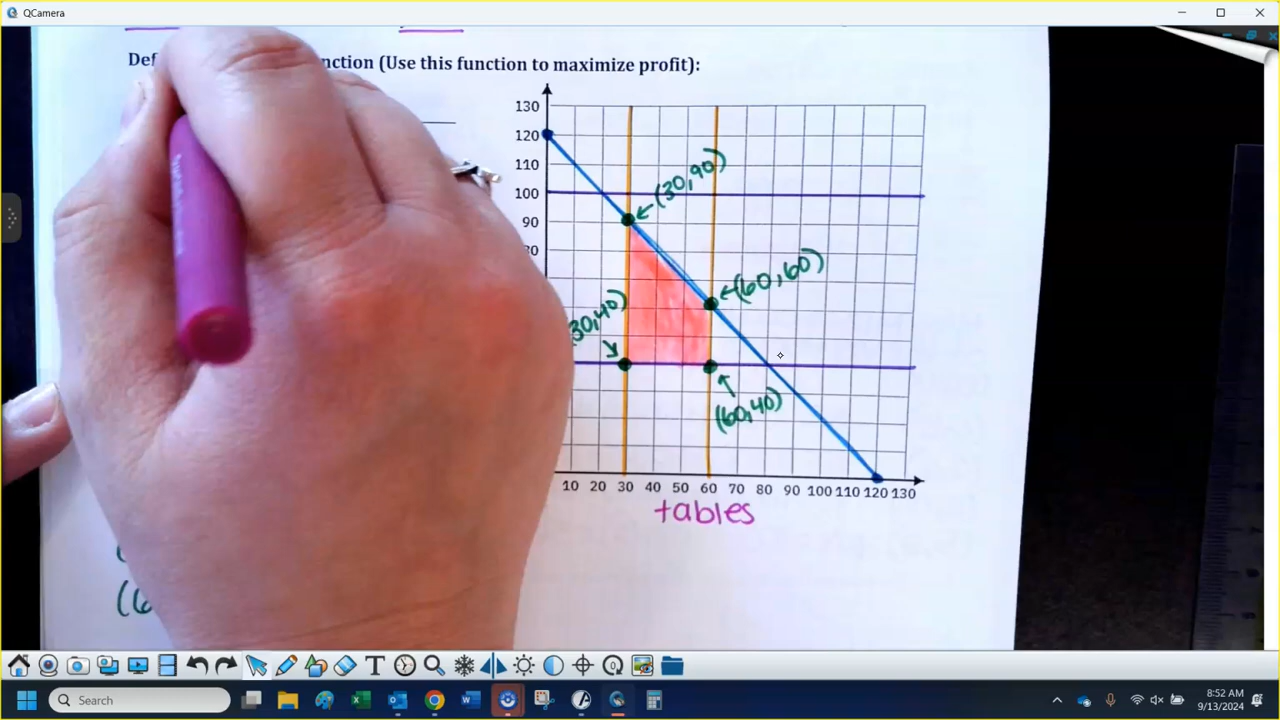 QCamera
nction (Use this function to maximize profit):
130
120
110
100
90
80
(30,90)
(60,60)
30,40)
(60,40)
10 20 30 40 50 60 70 80 90 100 110 120 130
tables
(6
Search
8:52 AM
9/13/2024